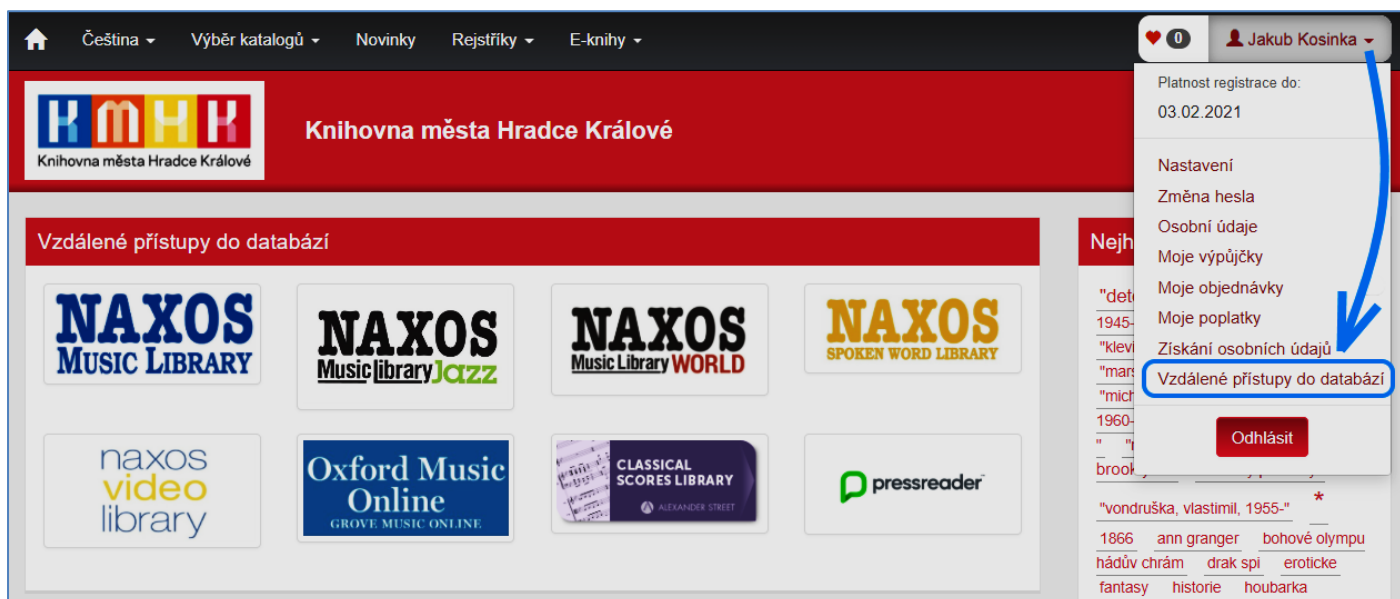 Čeština
Výběr katalogů
Novinky
Rejstříky
E-knihy
0
Jakub Kosinka
KMHK
Knihovna města Hradce Králové
Knihovna města Hradce Králové
Platnost registrace do:
03.02.2021
Nastavení
Změna hesla
Osobní údaje
Moje výpůjčky
Moje objednávky
Moje poplatky
Získání osobních údajů
Vzdálené přístupy do databází
Odhlásit
Vzdálené přístupy do databází
NAXOS
MUSIC LIBRARY
NAXOS
Music library Jazz
NAXOS
Music Library WORLD
NAXOS
SPOKEN WORD LIBRARY
naxos
video
library
Oxford Music
Online
GROVE MUSIC ONLINE
CLASSICAL
SCORES LIBRARY
ALEXANDER STREET
pressreader
Nejh
1945-
1960-
"vondruška, vlastimil, 1955-" *
1866 ann granger bohové olympu
hádův chrám drak spi eroticke
fantasy historie houbarka